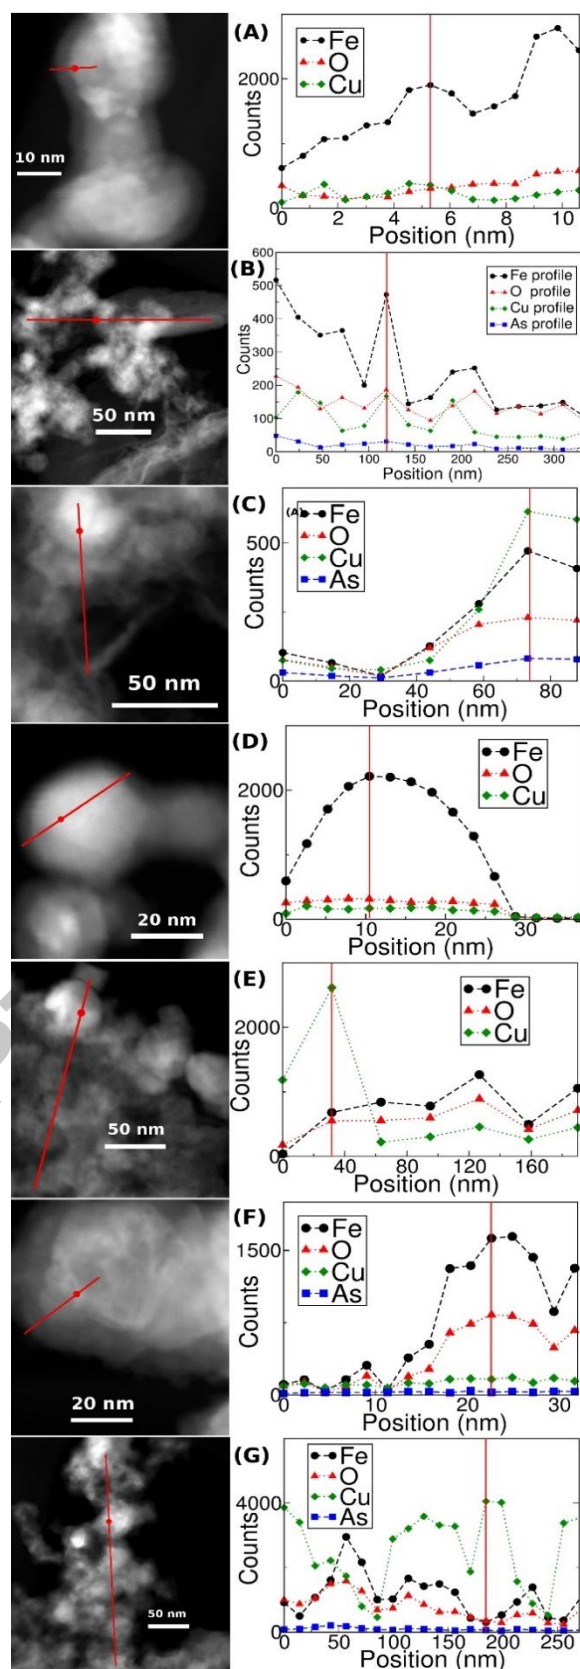 (A)
Fe
O
Cu
2000
0
Counts
0 2 4 6 8 10
Position (nm)
10 nm
(B)
Fe profile
O profile
Cu profile
As profile
600
500
400
300
200
100
0
Counts
0 50 100 150 200 250 300
Position (nm)
50 nm
(C)
(A)
Fe
O
Cu
As
500
0
Counts
0 20 40 60 80
Position (nm)
50 nm
(D)
Fe
O
Cu
2000
0
Counts
0 10 20 30
Position (nm)
20 nm
(E)
Fe
O
Cu
2000
0
Counts
0 40 80 120 160
Position (nm)
50 nm
(F)
Fe
O
Cu
As
1500
0
Counts
0 5 10 15 20 25 30
Position (nm)
20 nm
(G)
Fe
O
Cu
As
4000
0
Counts
0 50 100 150 200 250
Position (nm)
50 nm